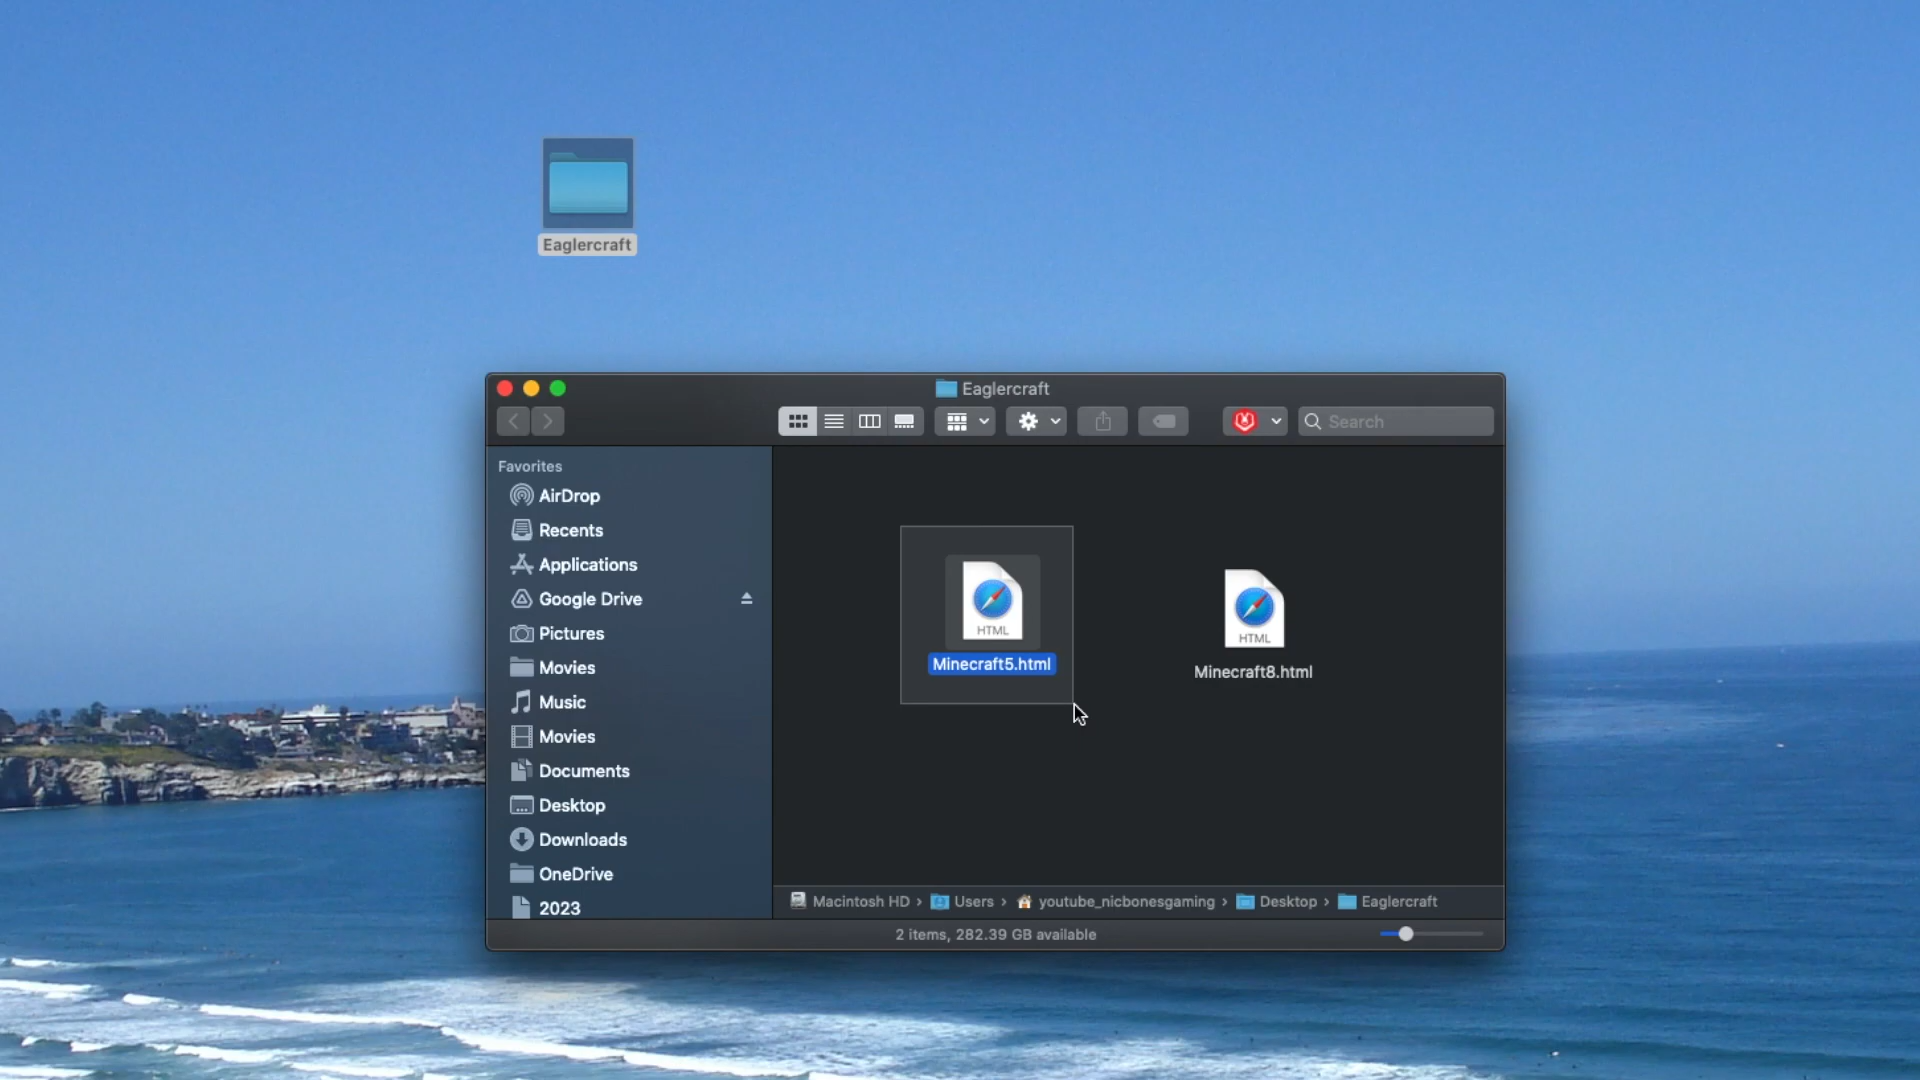 Eaglercraft
Eaglercraft
Search
Favorites
AirDrop
Recents
Applications
Google Drive
Pictures
Movies
Music
Movies
Documents
Desktop
Downloads
OneDrive
2023
HTML
Minecraft5.html
HTML
Minecraft8.html
Macintosh HD › Users › youtube_nicbonesgaming › Desktop › Eaglercraft
2 items, 282.39 GB available